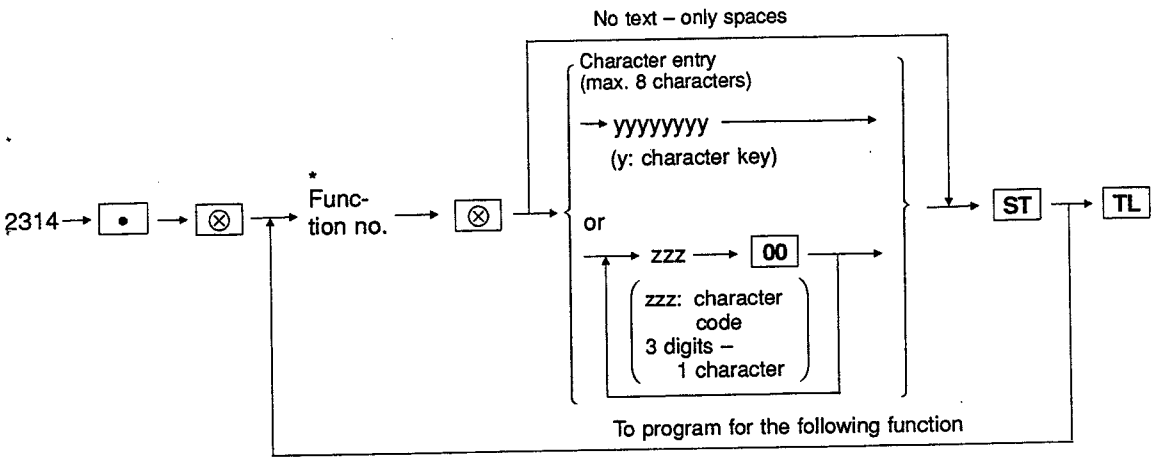 No text – only spaces
Character entry
(max. 8 characters)
yyyyyyyy
(y: character key)
*
Func-
tion no.
2314 • ⊗ ⊗ ST TL
or
zzz 00
zzz: character
code
3 digits –
1 character
To program for the following function